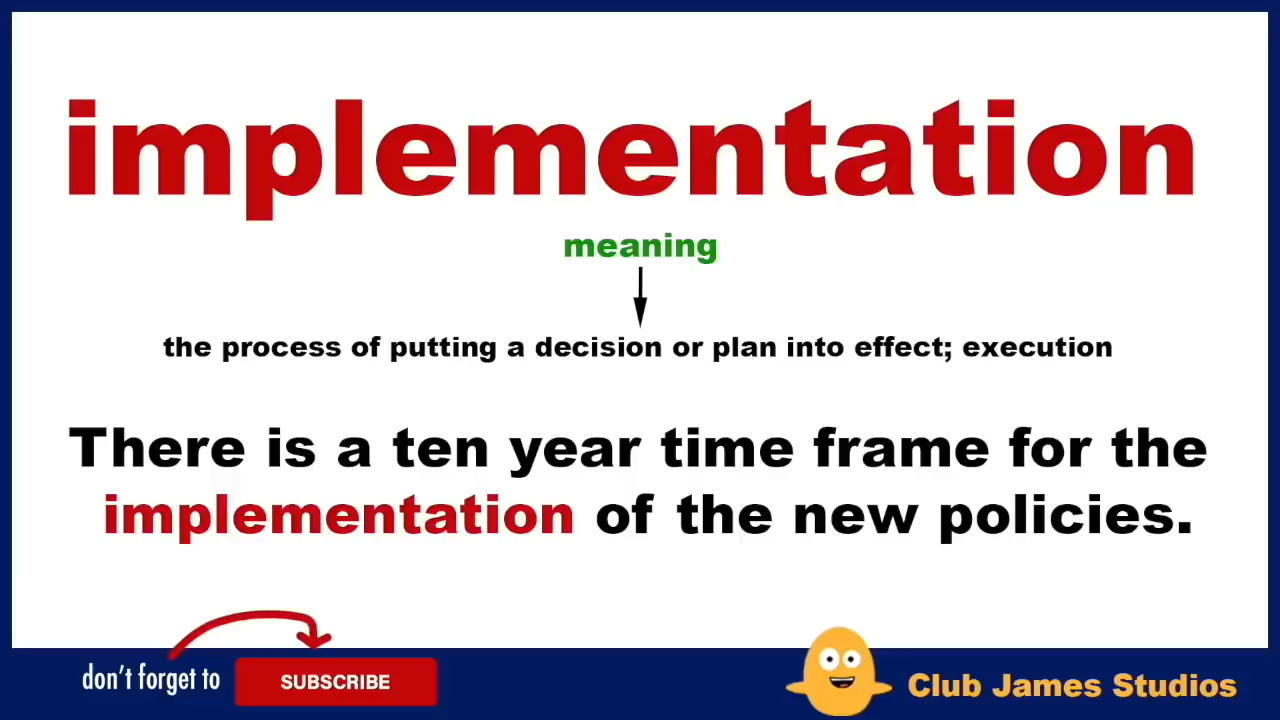 implementation
meaning
the process of putting a decision or plan into effect; execution
There is a ten year time frame for the
implementation of the new policies.
don't forget to
SUBSCRIBE
Club James Studios